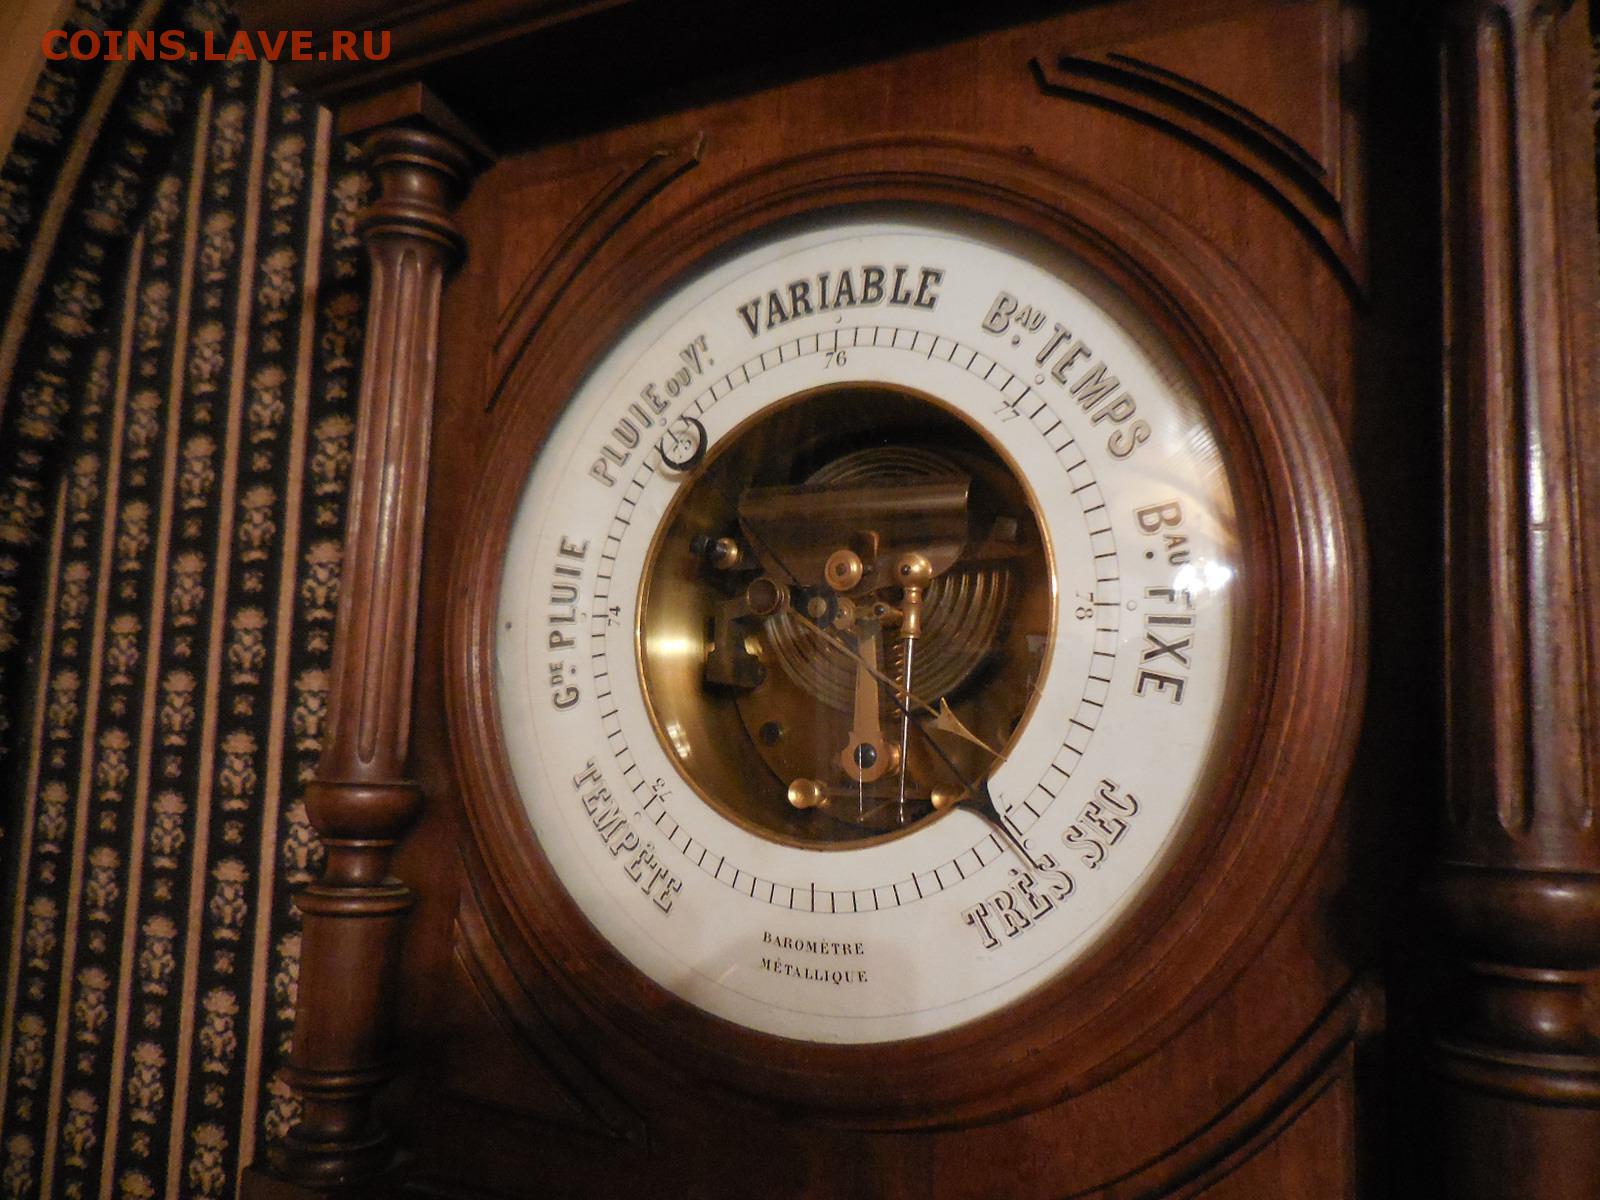 COINS.LAVE.RU
TEMPÊTE
GDE. PLUIE
PLUIE OU VT.
VARIABLE
BAU. TEMPS
BAU. FIXE
TRÈS SEC
73
74
76
77
78
BAROMÈTRE
MÉTALLIQUE